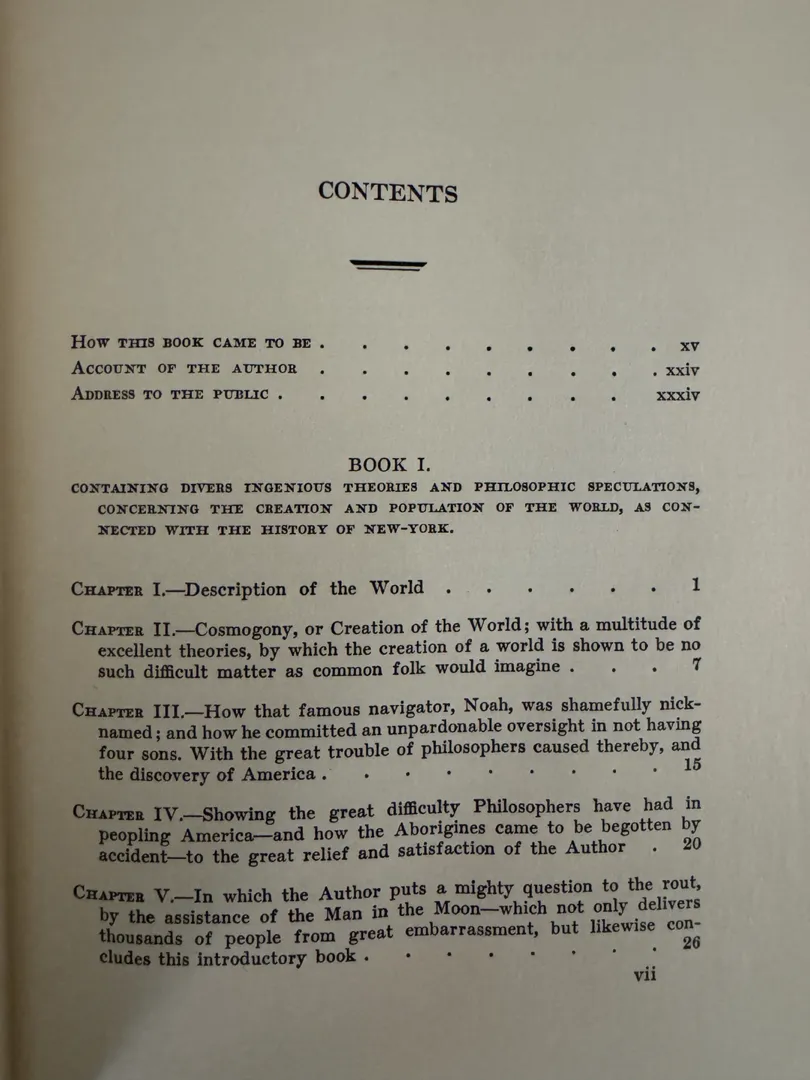 CONTENTS
HOW THIS BOOK CAME TO BE . . . . . . . . . xv
ACCOUNT OF THE AUTHOR . . . . . . . . . xxiv
ADDRESS TO THE PUBLIC . . . . . . . . . xxxiv
BOOK I.
CONTAINING DIVERS INGENIOUS THEORIES AND PHILOSOPHIC SPECULATIONS,
CONCERNING THE CREATION AND POPULATION OF THE WORLD, AS CON-
NECTED WITH THE HISTORY OF NEW-YORK.
CHAPTER I.—Description of the World . . . . . . 1
CHAPTER II.—Cosmogony, or Creation of the World; with a multitude of
excellent theories, by which the creation of a world is shown to be no
such difficult matter as common folk would imagine . . . 7
CHAPTER III.—How that famous navigator, Noah, was shamefully nick-
named; and how he committed an unpardonable oversight in not having
four sons. With the great trouble of philosophers caused thereby, and
the discovery of America . . . . . . . . . 15
CHAPTER IV.—Showing the great difficulty Philosophers have had in
peopling America—and how the Aborigines came to be begotten by
accident—to the great relief and satisfaction of the Author . 20
CHAPTER V.—In which the Author puts a mighty question to the rout,
by the assistance of the Man in the Moon—which not only delivers
thousands of people from great embarrassment, but likewise con-
cludes this introductory book . . . . . . . . 26
vii